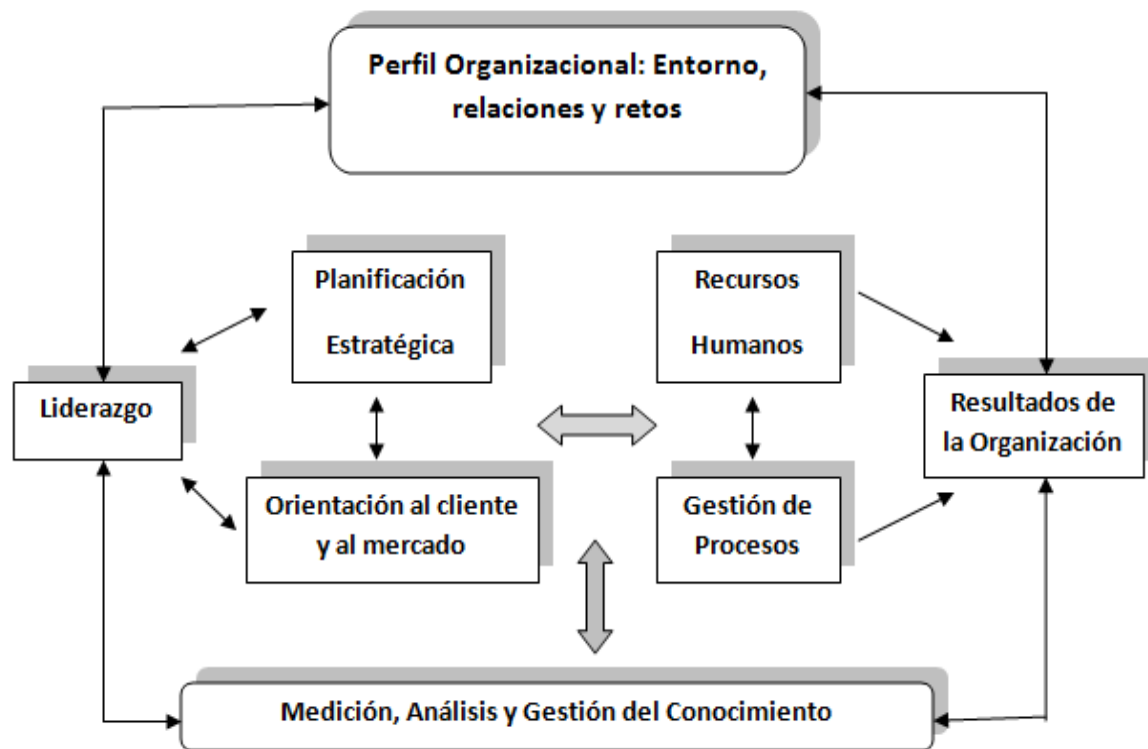 Perfil Organizacional: Entorno,
relaciones y retos
Planificación
Estratégica
Recursos
Humanos
Liderazgo
Resultados de
la Organización
Orientación al cliente
y al mercado
Gestión de
Procesos
Medición, Análisis y Gestión del Conocimiento